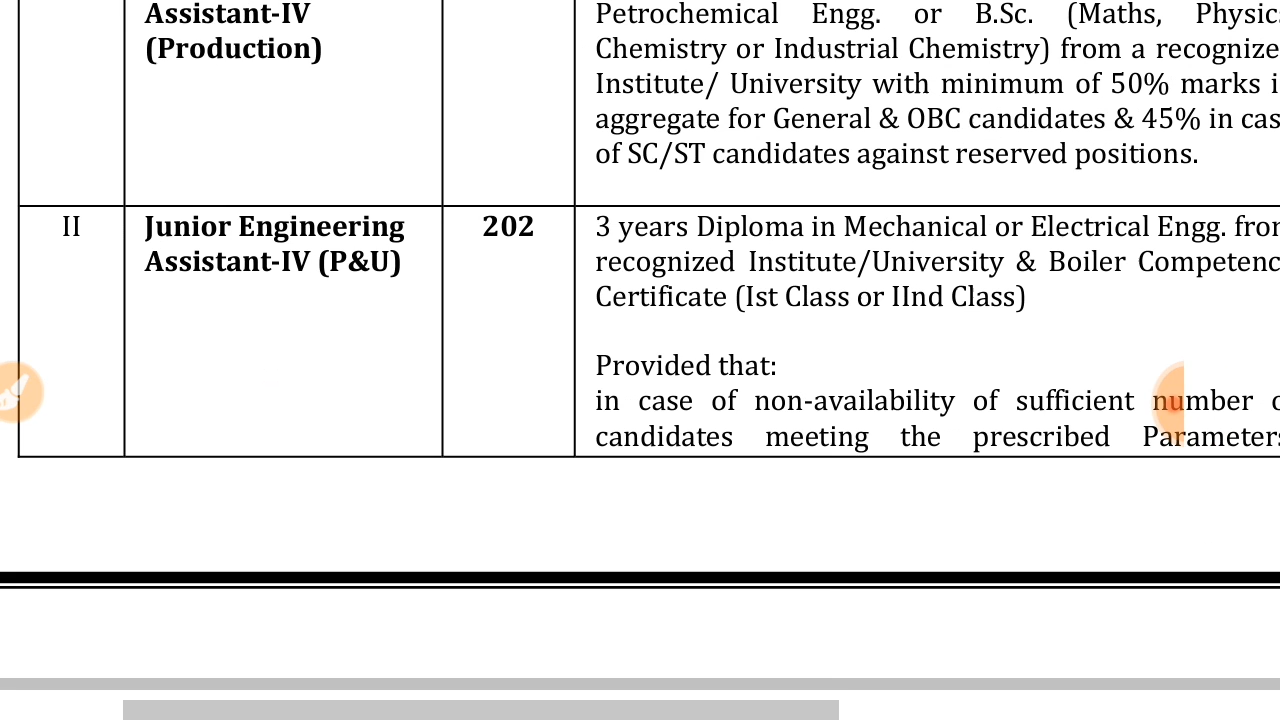 Assistant-IV
(Production)
Petrochemical Engg. or B.Sc. (Maths, Physic
Chemistry or Industrial Chemistry) from a recognize
Institute/ University with minimum of 50% marks i
aggregate for General & OBC candidates & 45% in cas
of SC/ST candidates against reserved positions.
II
Junior Engineering
Assistant-IV (P&U)
202
3 years Diploma in Mechanical or Electrical Engg. fro
recognized Institute/University & Boiler Competenc
Certificate (Ist Class or IInd Class)
Provided that:
in case of non-availability of sufficient number o
candidates meeting the prescribed Parameters